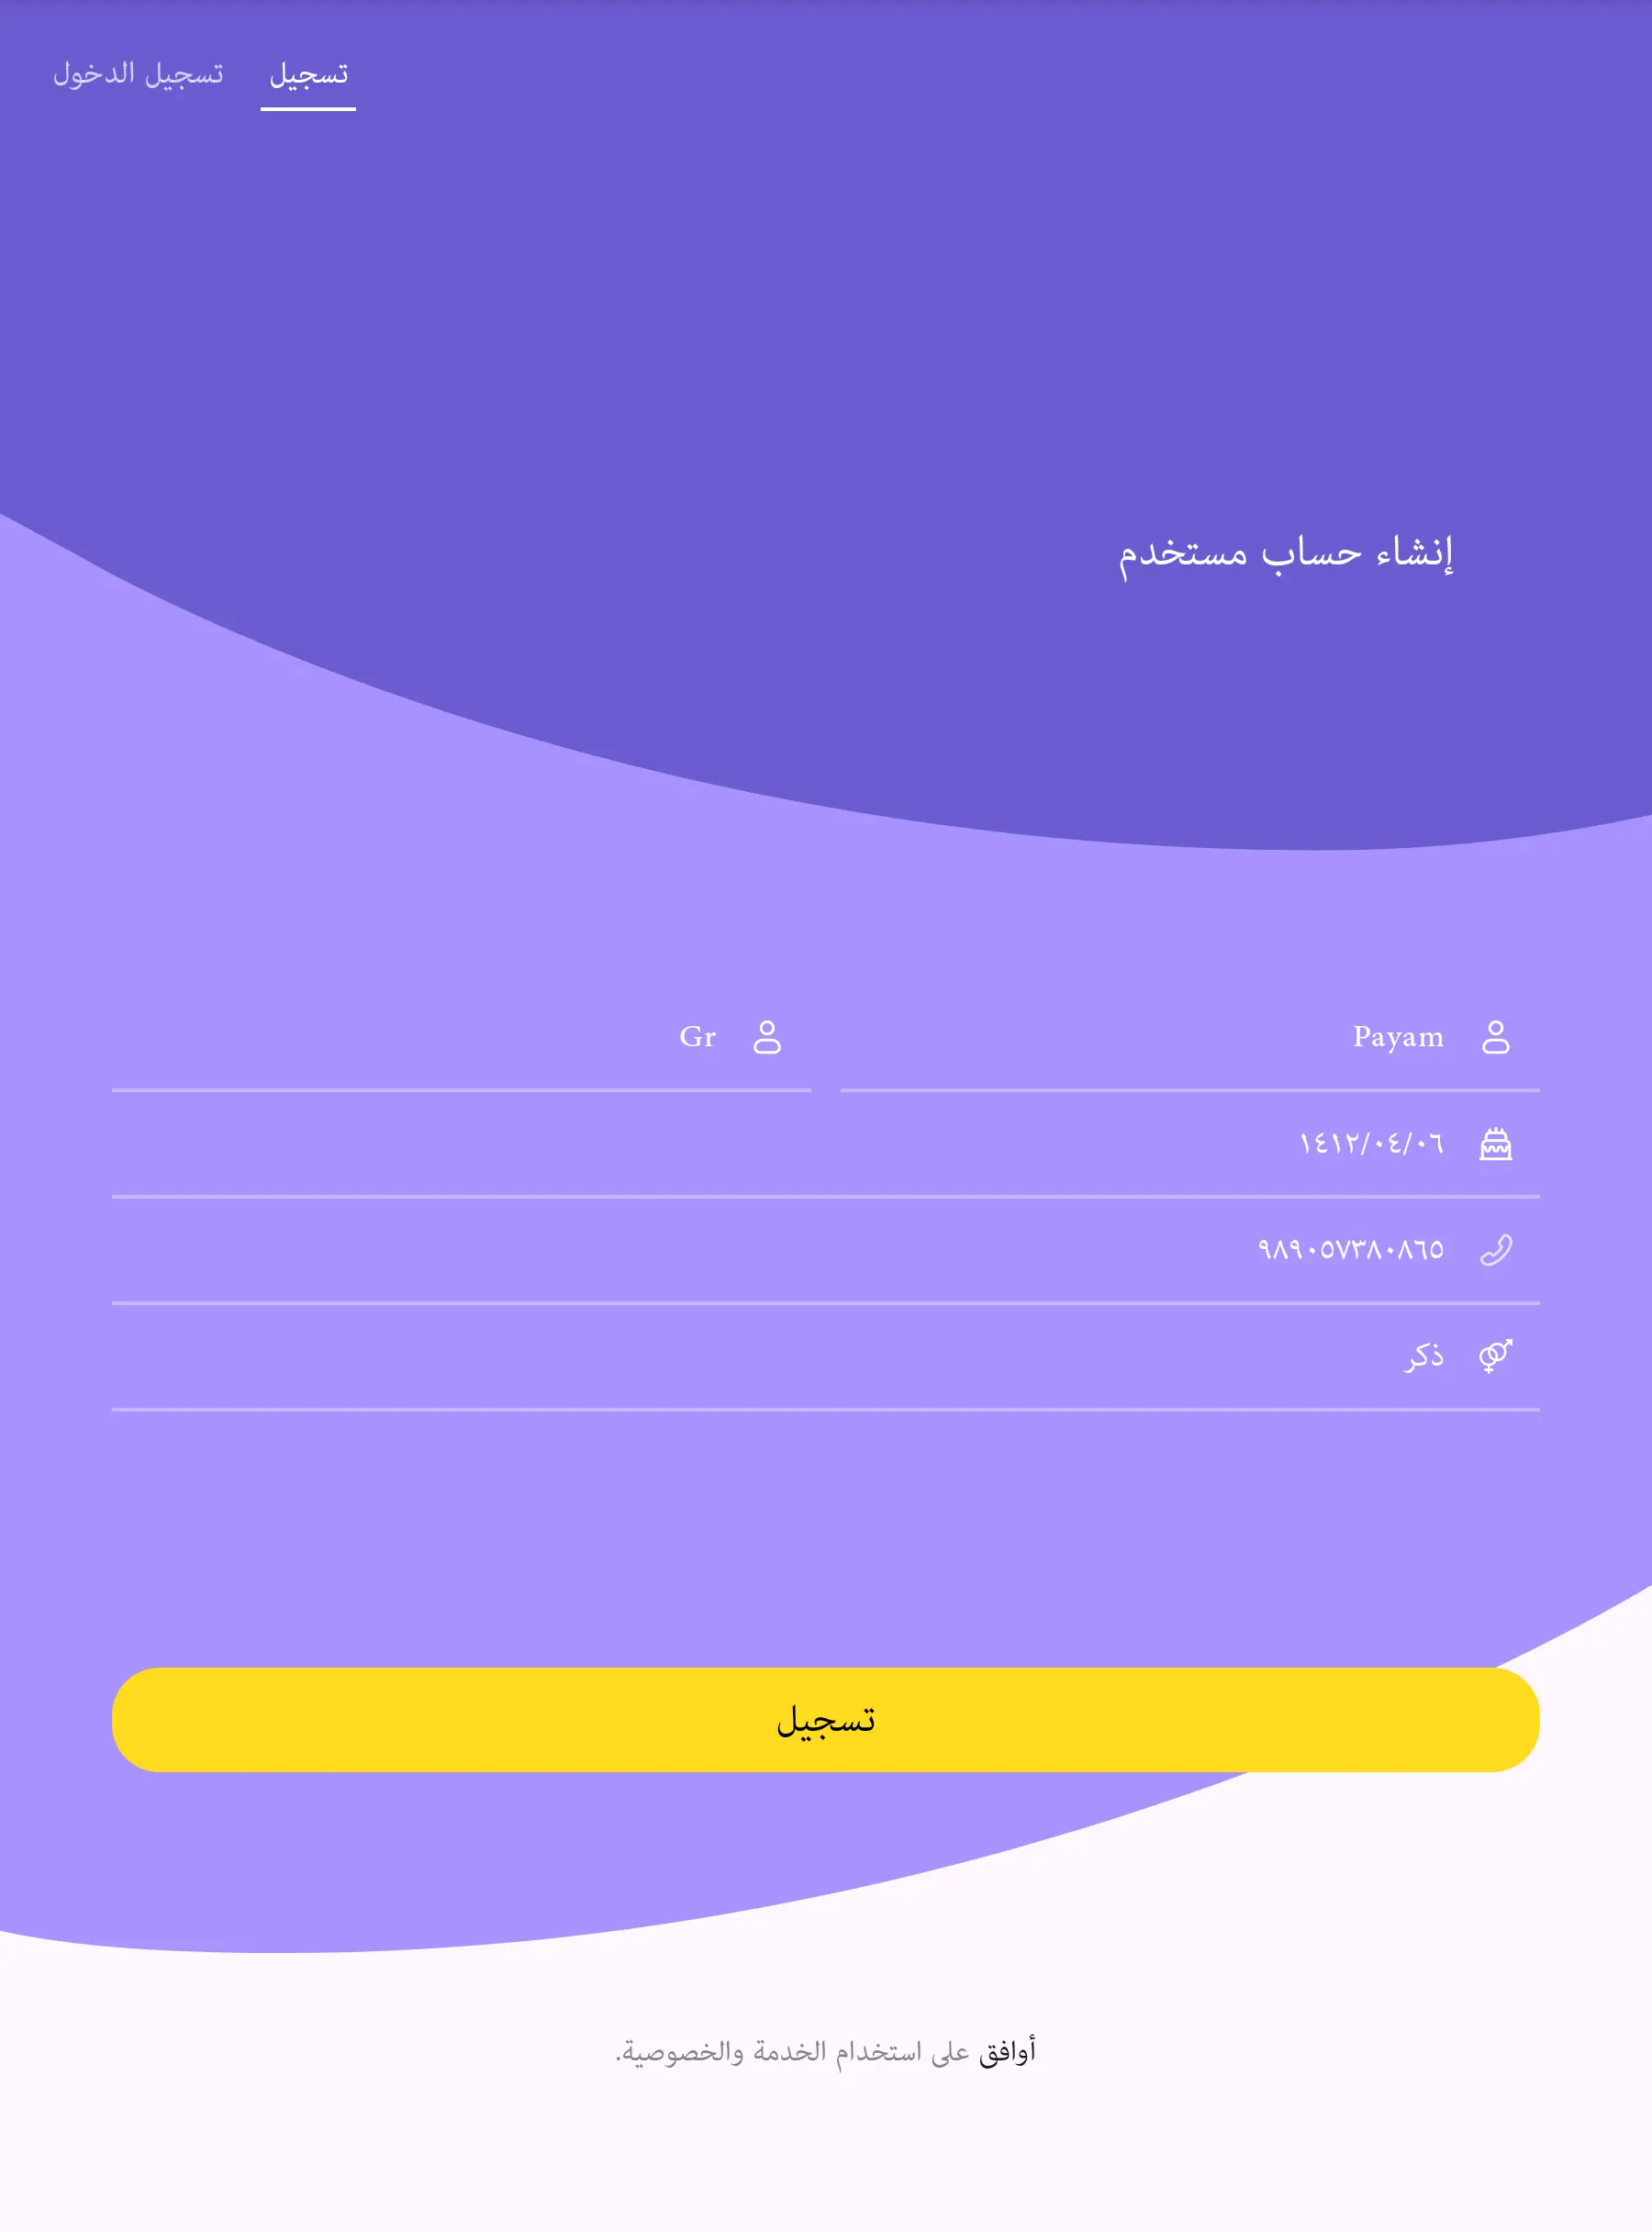 تسجيل تسجيل الدخول
إنشاء حساب مستخدم
Payam
Gr
١٤١٢/٠٤/٠٦
٩٨٩٠٥٧٣٨٠٨٦٥
ذكر
تسجيل
أوافق على استخدام الخدمة والخصوصية.